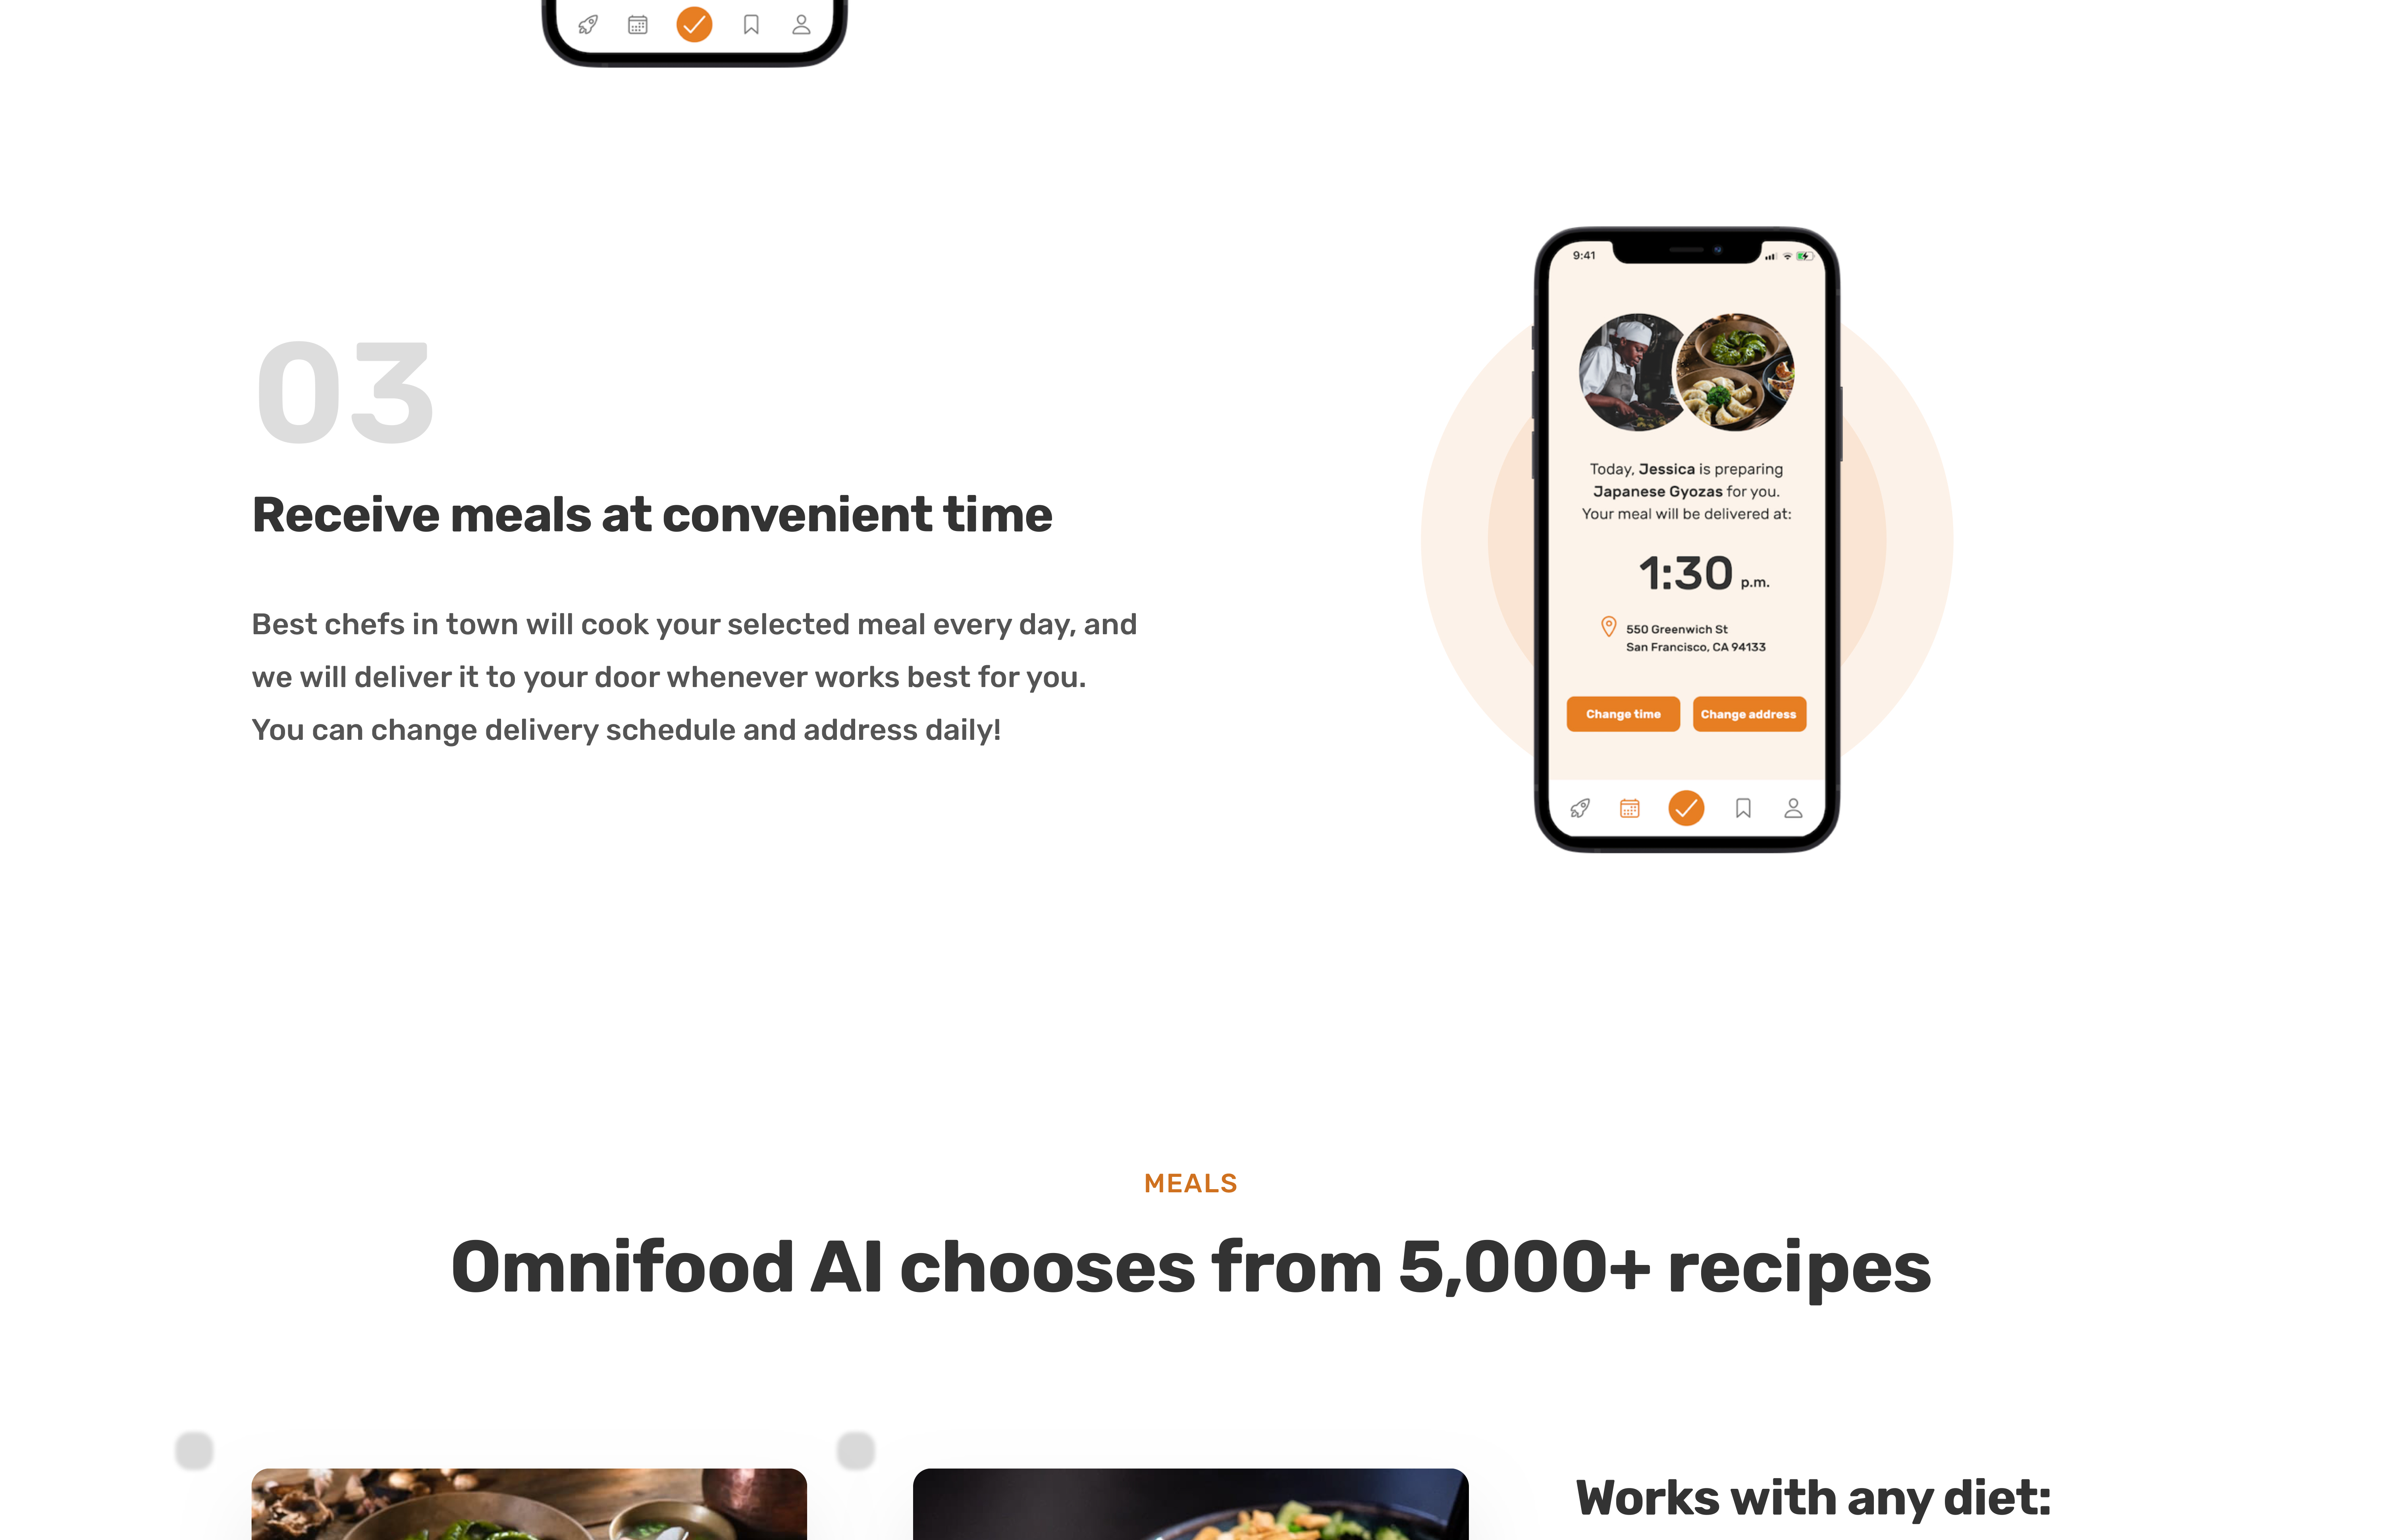 03
Receive meals at convenient time
Best chefs in town will cook your selected meal every day, and
we will deliver it to your door whenever works best for you.
You can change delivery schedule and address daily!
9:41
Today, Jessica is preparing
Japanese Gyozas for you.
Your meal will be delivered at:
1:30 p.m.
550 Greenwich St
San Francisco, CA 94133
Change time
Change address
MEALS
Omnifood AI chooses from 5,000+ recipes
Works with any diet: